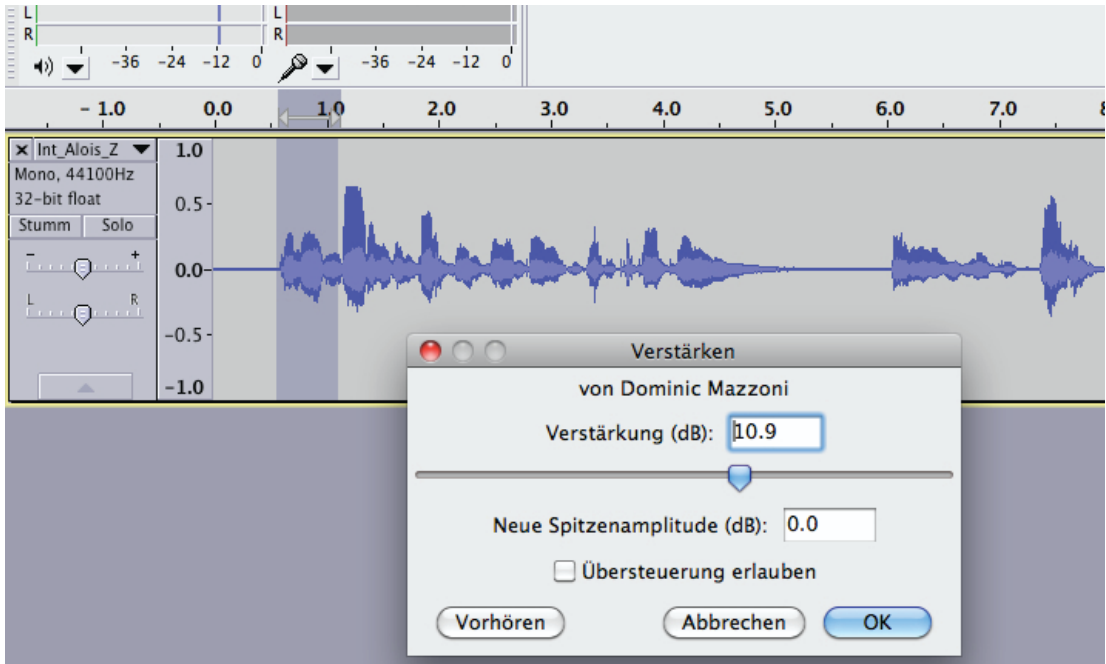 L L
R R
-36 -24 -12 0 -36 -24 -12 0
- 1.0 0.0 1.0 2.0 3.0 4.0 5.0 6.0 7.0
× Int_Alois_Z 1.0
Mono, 44100Hz
32-bit float
0.5-
Stumm Solo
- +
0.0-
L R
-0.5-
-1.0
Verstärken
von Dominic Mazzoni
Verstärkung (dB): 10.9
Neue Spitzenamplitude (dB): 0.0
Übersteuerung erlauben
Vorhören Abbrechen OK